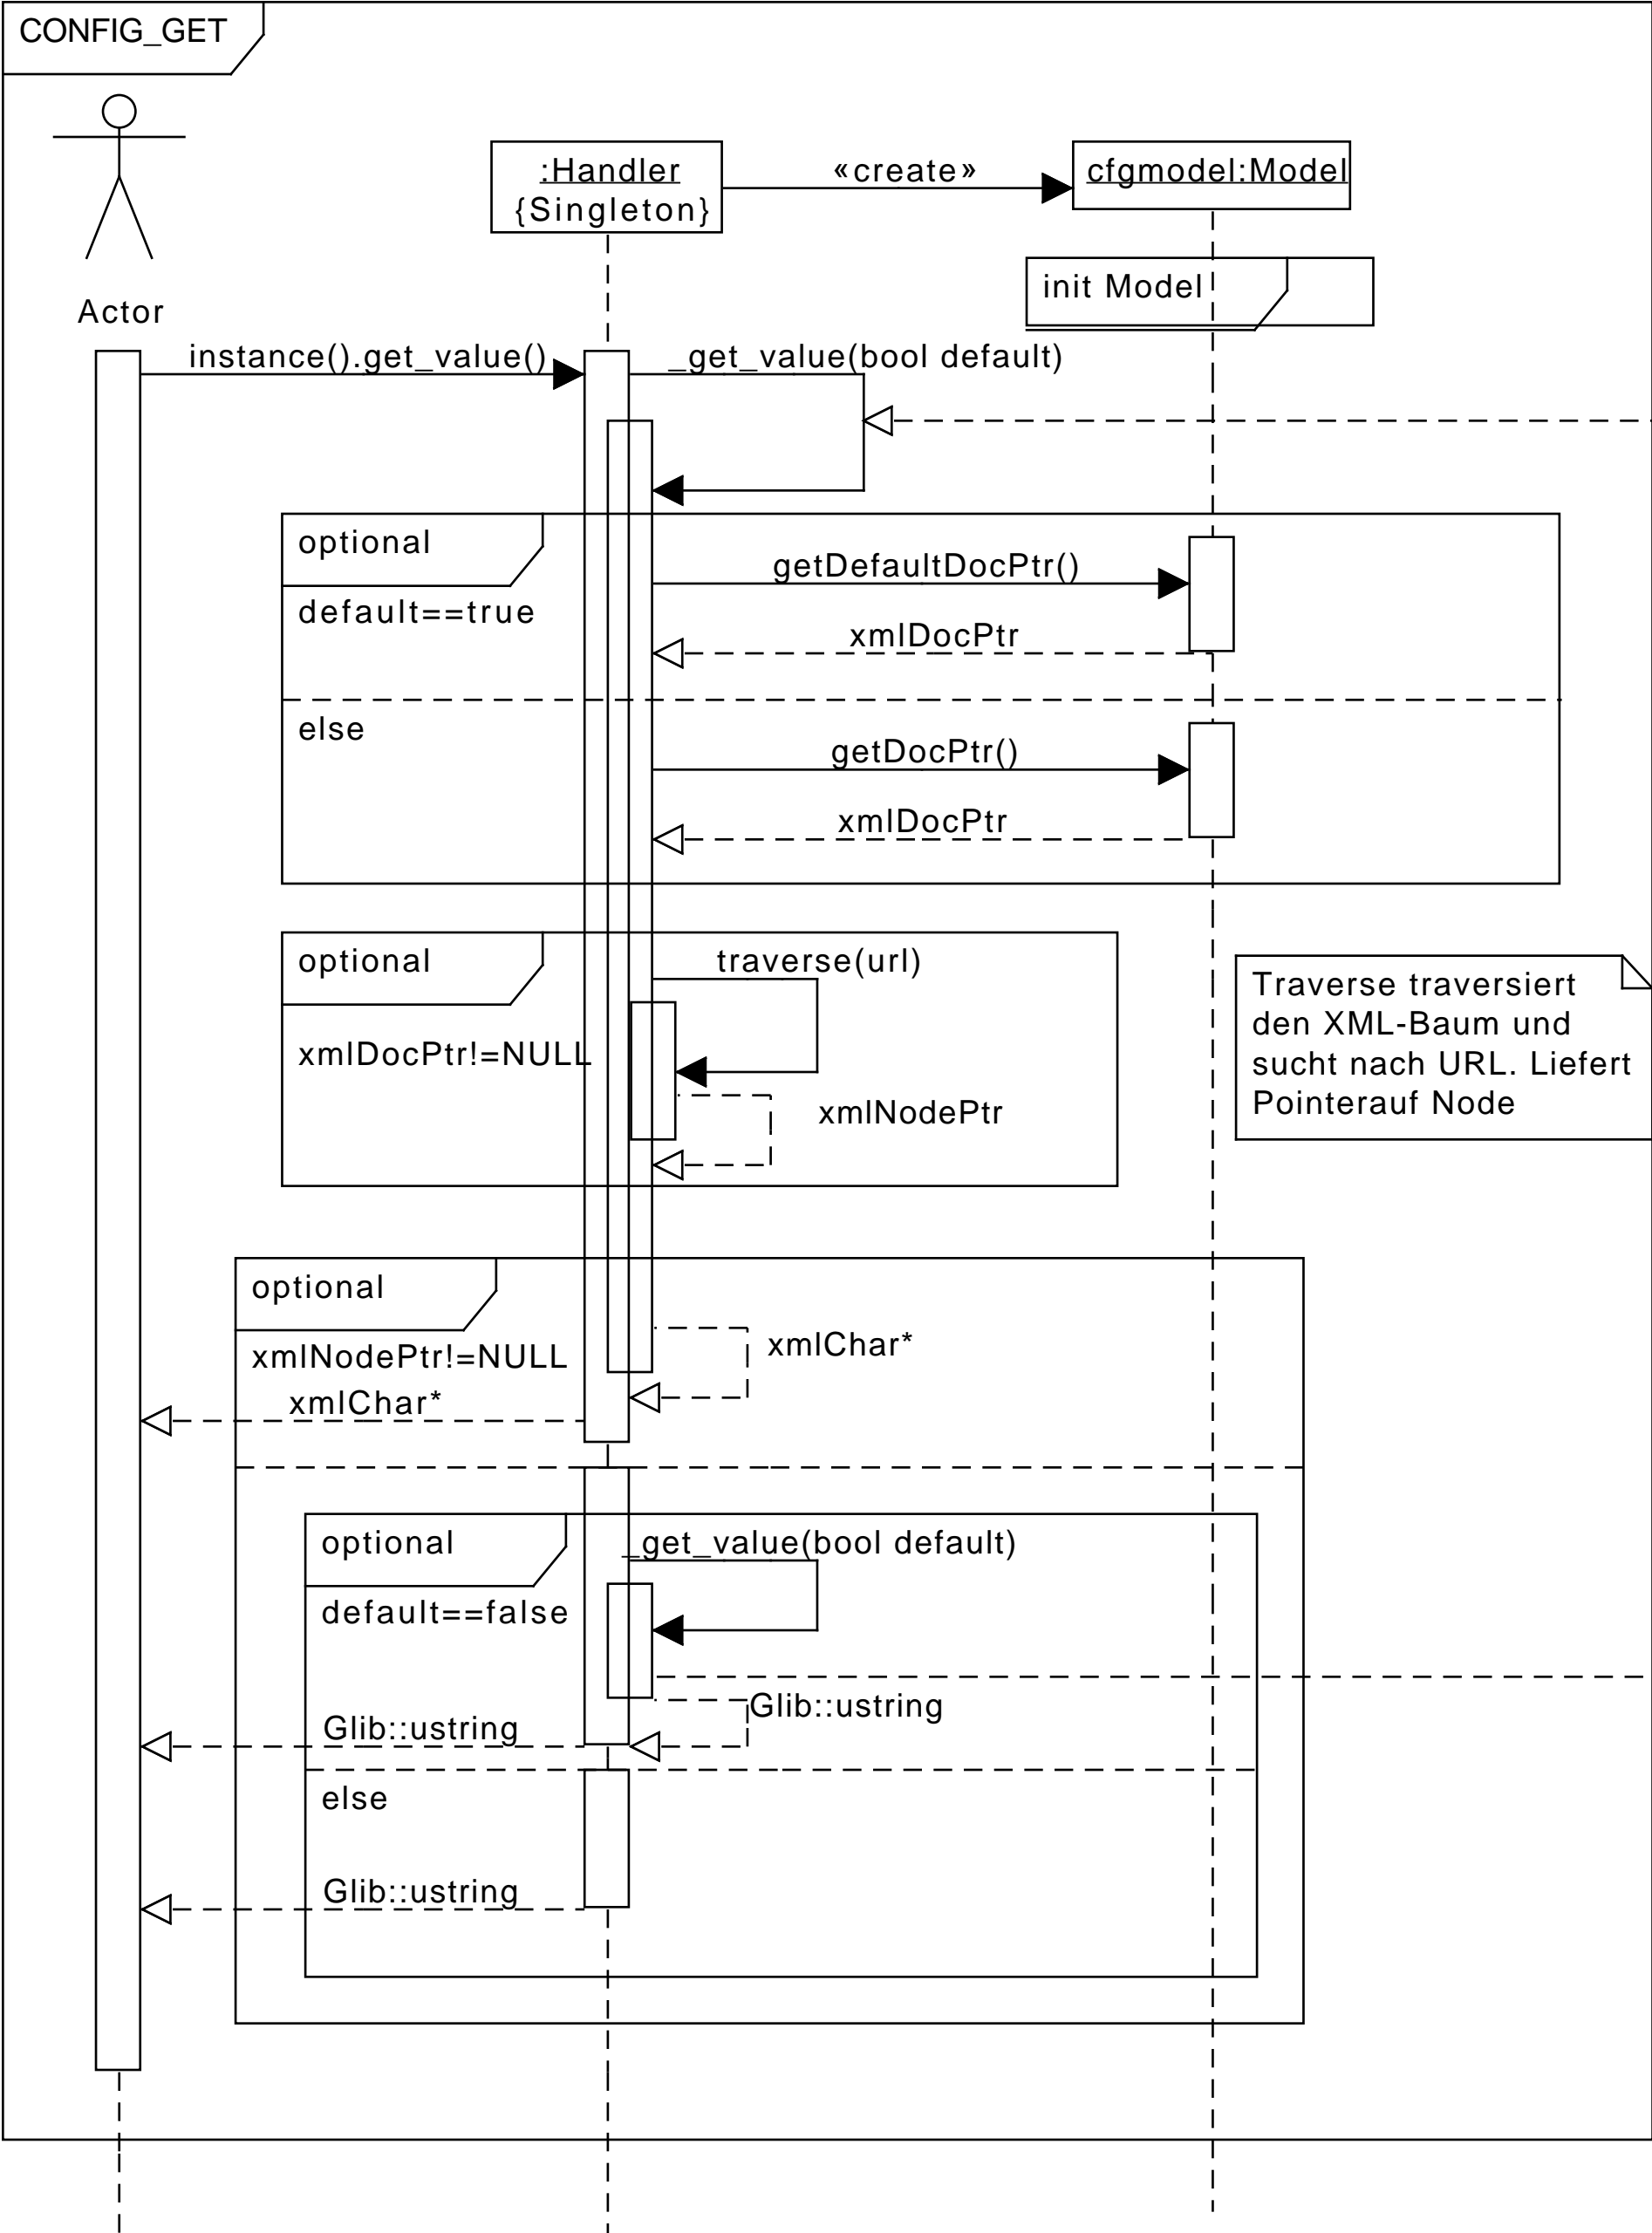 CONFIG_GET
:Handler
{Singleton}
«create»
cfgmodel:Model
init Model
Actor
instance().get_value()
_get_value(bool default)
optional
default==true
getDefaultDocPtr()
xmlDocPtr
else
getDocPtr()
xmlDocPtr
optional
traverse(url)
xmlDocPtr!=NULL
xmlNodePtr
Traverse traversiert
den XML-Baum und
sucht nach URL. Liefert
Pointerauf Node
optional
xmlChar*
xmlNodePtr!=NULL
xmlChar*
optional
_get_value(bool default)
default==false
Glib::ustring
Glib::ustring
else
Glib::ustring